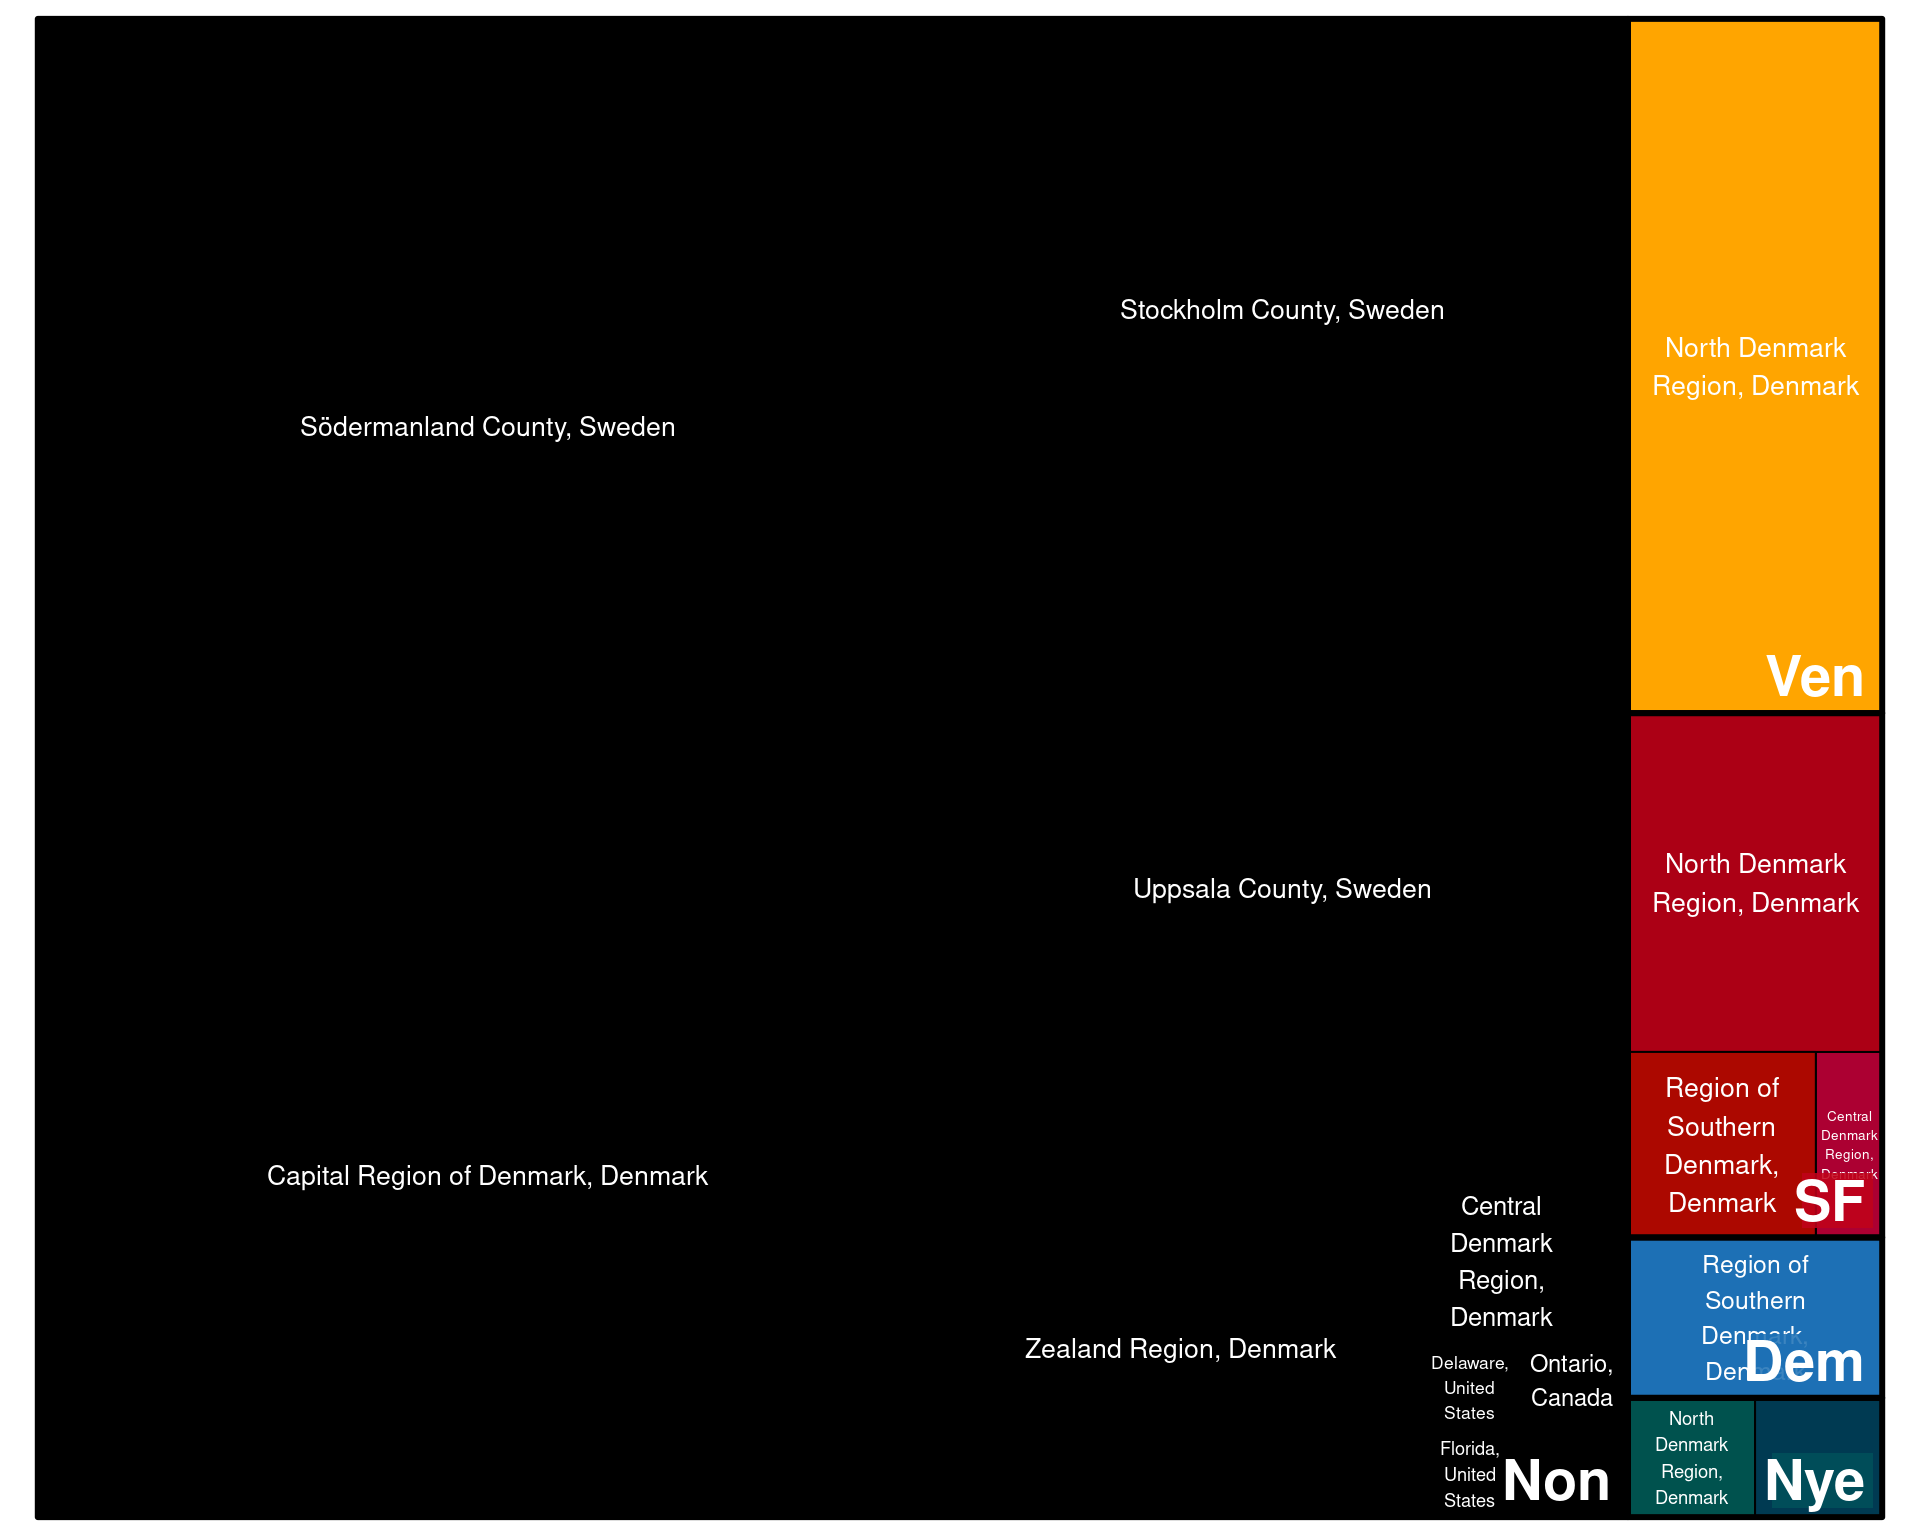 Södermanland County, Sweden
Stockholm County, Sweden
Uppsala County, Sweden
Capital Region of Denmark, Denmark
Zealand Region, Denmark
Central
Denmark
Region,
Denmark
Delaware,
United
States
Ontario,
Canada
Florida,
United
States
Non
North Denmark
Region, Denmark
Ven
North Denmark
Region, Denmark
Region of
Southern
Denmark,
Denmark
Central
Denmark
Region,
Denmark
SF
Region of
Southern
Denmark,
Denmark
Dem
North
Denmark
Region,
Denmark
Nye